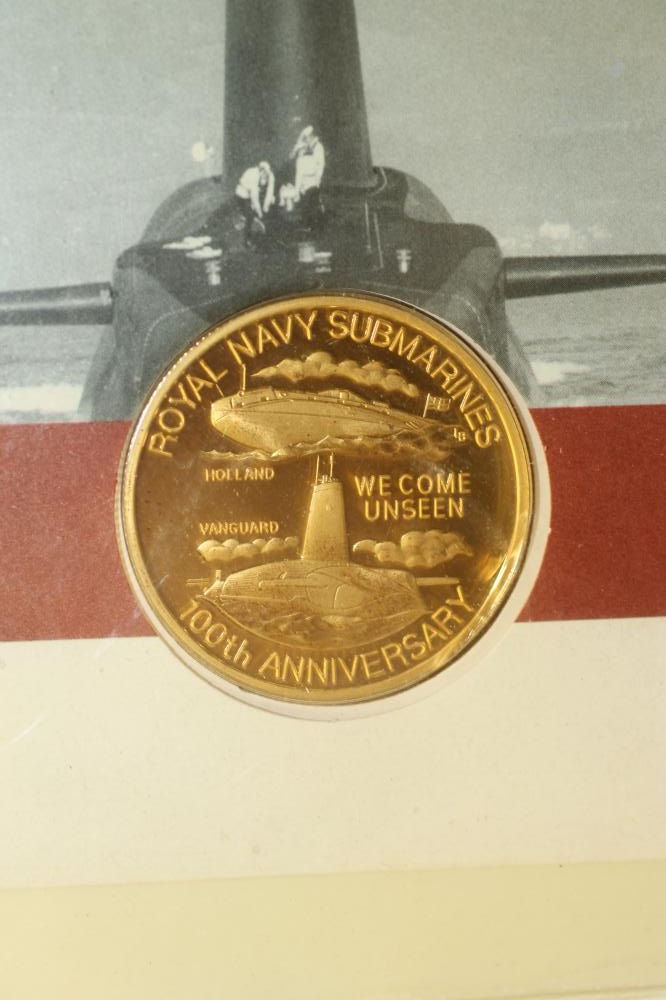 ROYAL NAVY SUBMARINES
HOLLAND
WE COME
UNSEEN
VANGUARD
100th ANNIVERSARY